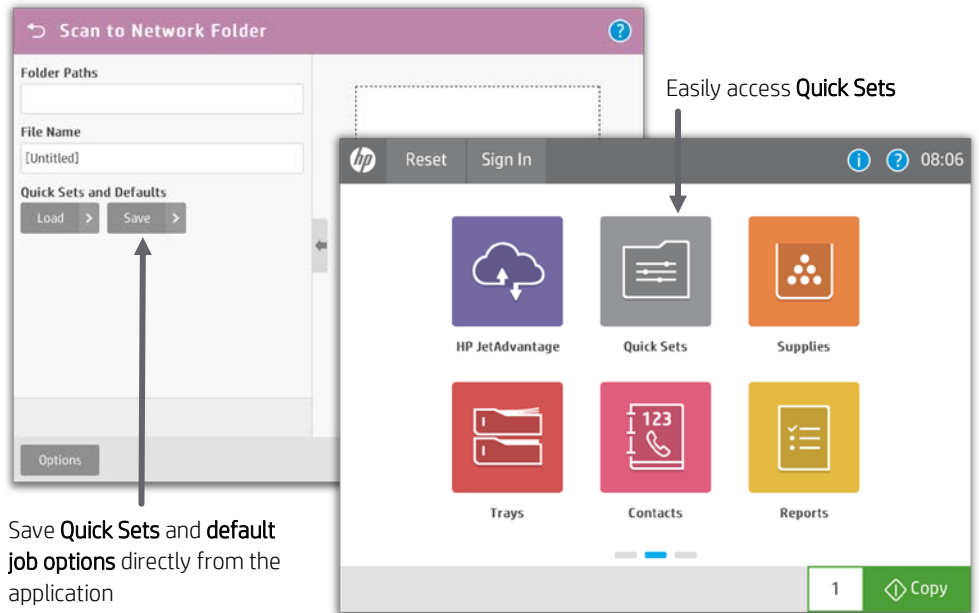 Scan to Network Folder
?
Folder Paths
File Name
[Untitled]
Quick Sets and Defaults
Load >
Save >
Options
Easily access Quick Sets
hp
Reset
Sign In
i
?
08:06
HP JetAdvantage
Quick Sets
Supplies
123
Trays
Contacts
Reports
1
Copy
Save Quick Sets and default
job options directly from the
application